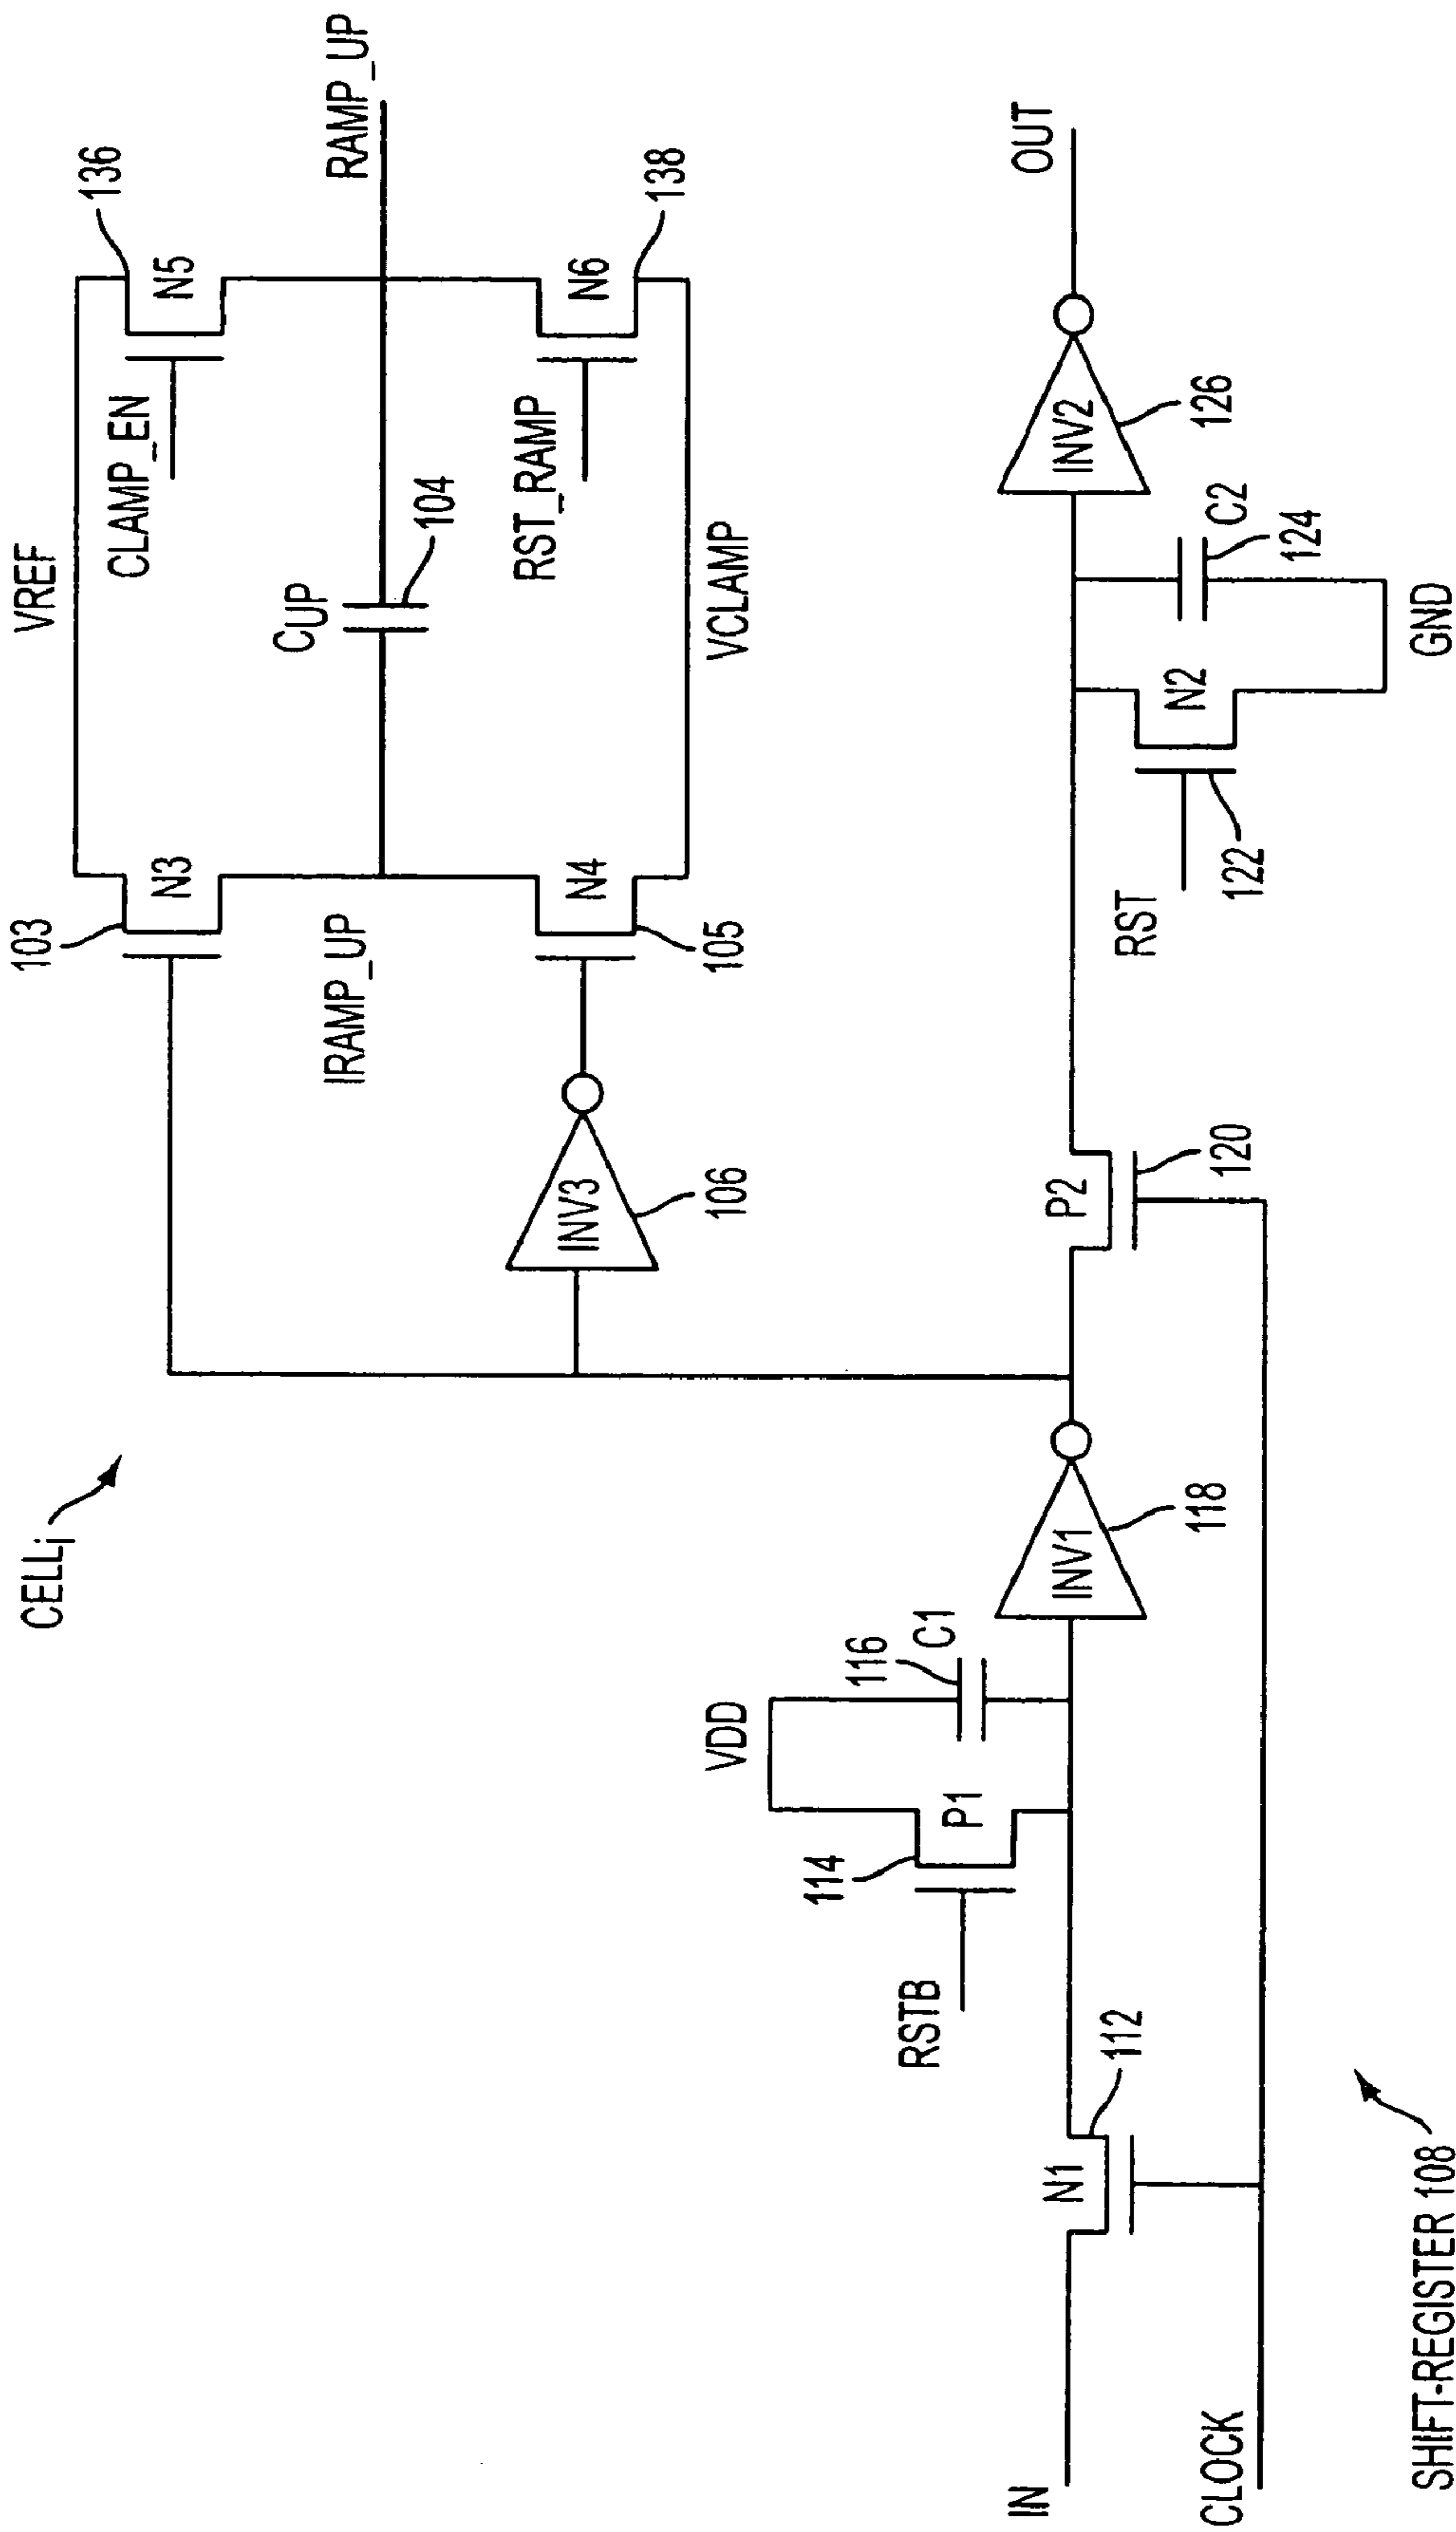 CELLi
VREF
103
N3
CLAMP_EN
N5
136
IRAMP_UP
CUP
104
RAMP_UP
INV3
106
N4
105
RST_RAMP
N6
138
VCLAMP
VDD
RSTB
114
P1
116
C1
IN
N1
112
INV1
118
P2
120
RST
122
N2
C2
124
GND
INV2
126
OUT
CLOCK
SHIFT-REGISTER 108